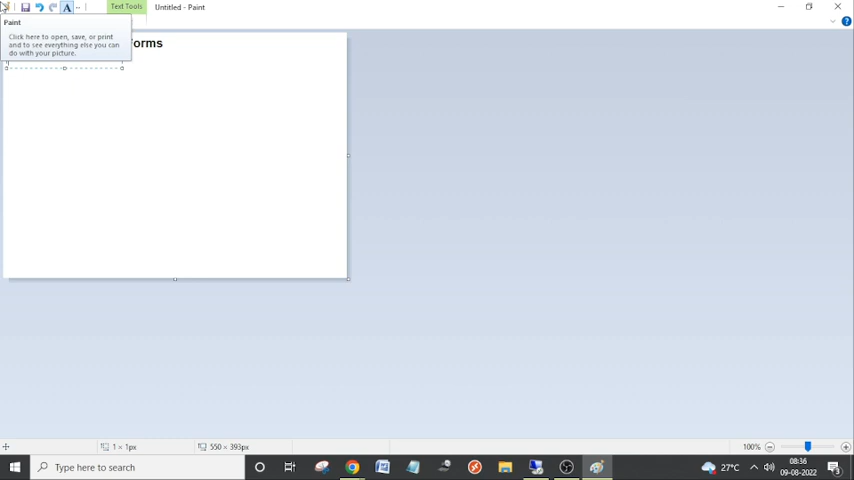 Text Tools
Untitled - Paint
Paint
Click here to open, save, or print
and to see everything else you can
do with your picture.
orms
1 × 1px
550 × 393px
100%
Type here to search
27°C
08:36
09-08-2022
3